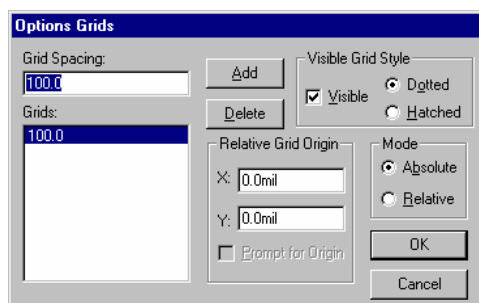 Options Grids
Grid Spacing:
100.0
Grids:
100.0
Add
Delete
Visible Grid Style
Visible
Dotted
Hatched
Relative Grid Origin
X: 0.0mil
Y: 0.0mil
Prompt for Origin
Mode
Absolute
Relative
OK
Cancel